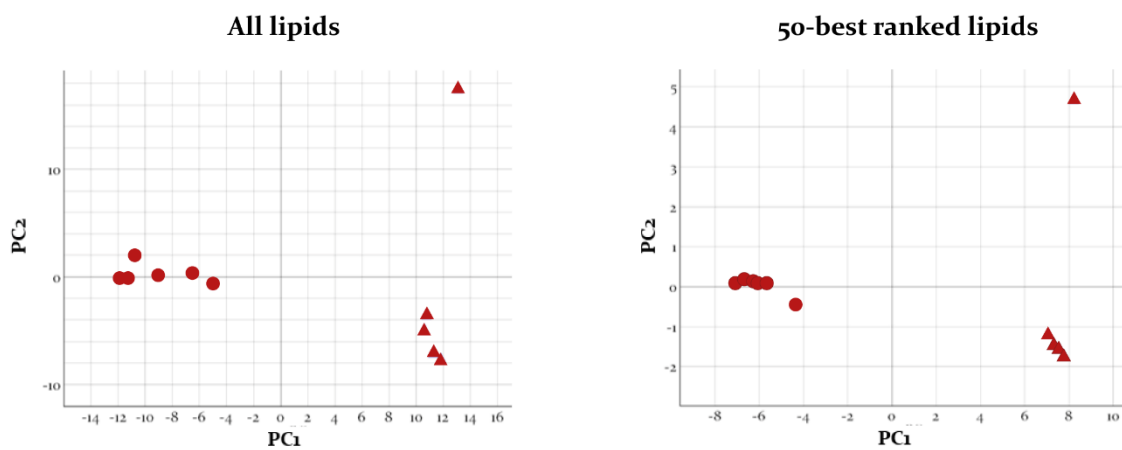 All lipids
10
0
-10
-14 -12 -10 -8 -6 -4 -2 0 2 4 6 8 10 12 14 16
PC2
PC1
50-best ranked lipids
5
4
3
2
1
0
-1
-2
-8 -6 -4 -2 0 2 4 6 8 10
PC2
PC1